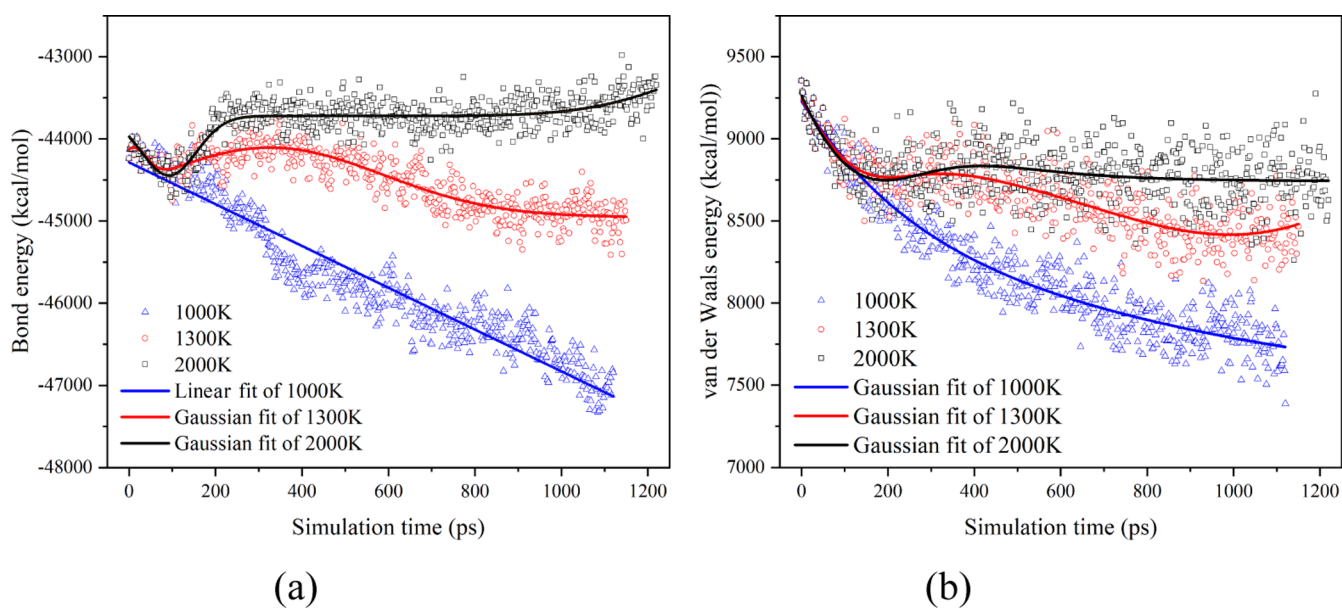 -43000
-44000
-45000
-46000
-47000
-48000
Bond energy (kcal/mol)
1000K
1300K
2000K
Linear fit of 1000K
Gaussian fit of 1300K
Gaussian fit of 2000K
0 200 400 600 800 1000 1200
Simulation time (ps)
(a)
9500
9000
8500
8000
7500
7000
van der Waals energy (kcal/mol))
1000K
1300K
2000K
Gaussian fit of 1000K
Gaussian fit of 1300K
Gaussian fit of 2000K
0 200 400 600 800 1000 1200
Simulation time (ps)
(b)